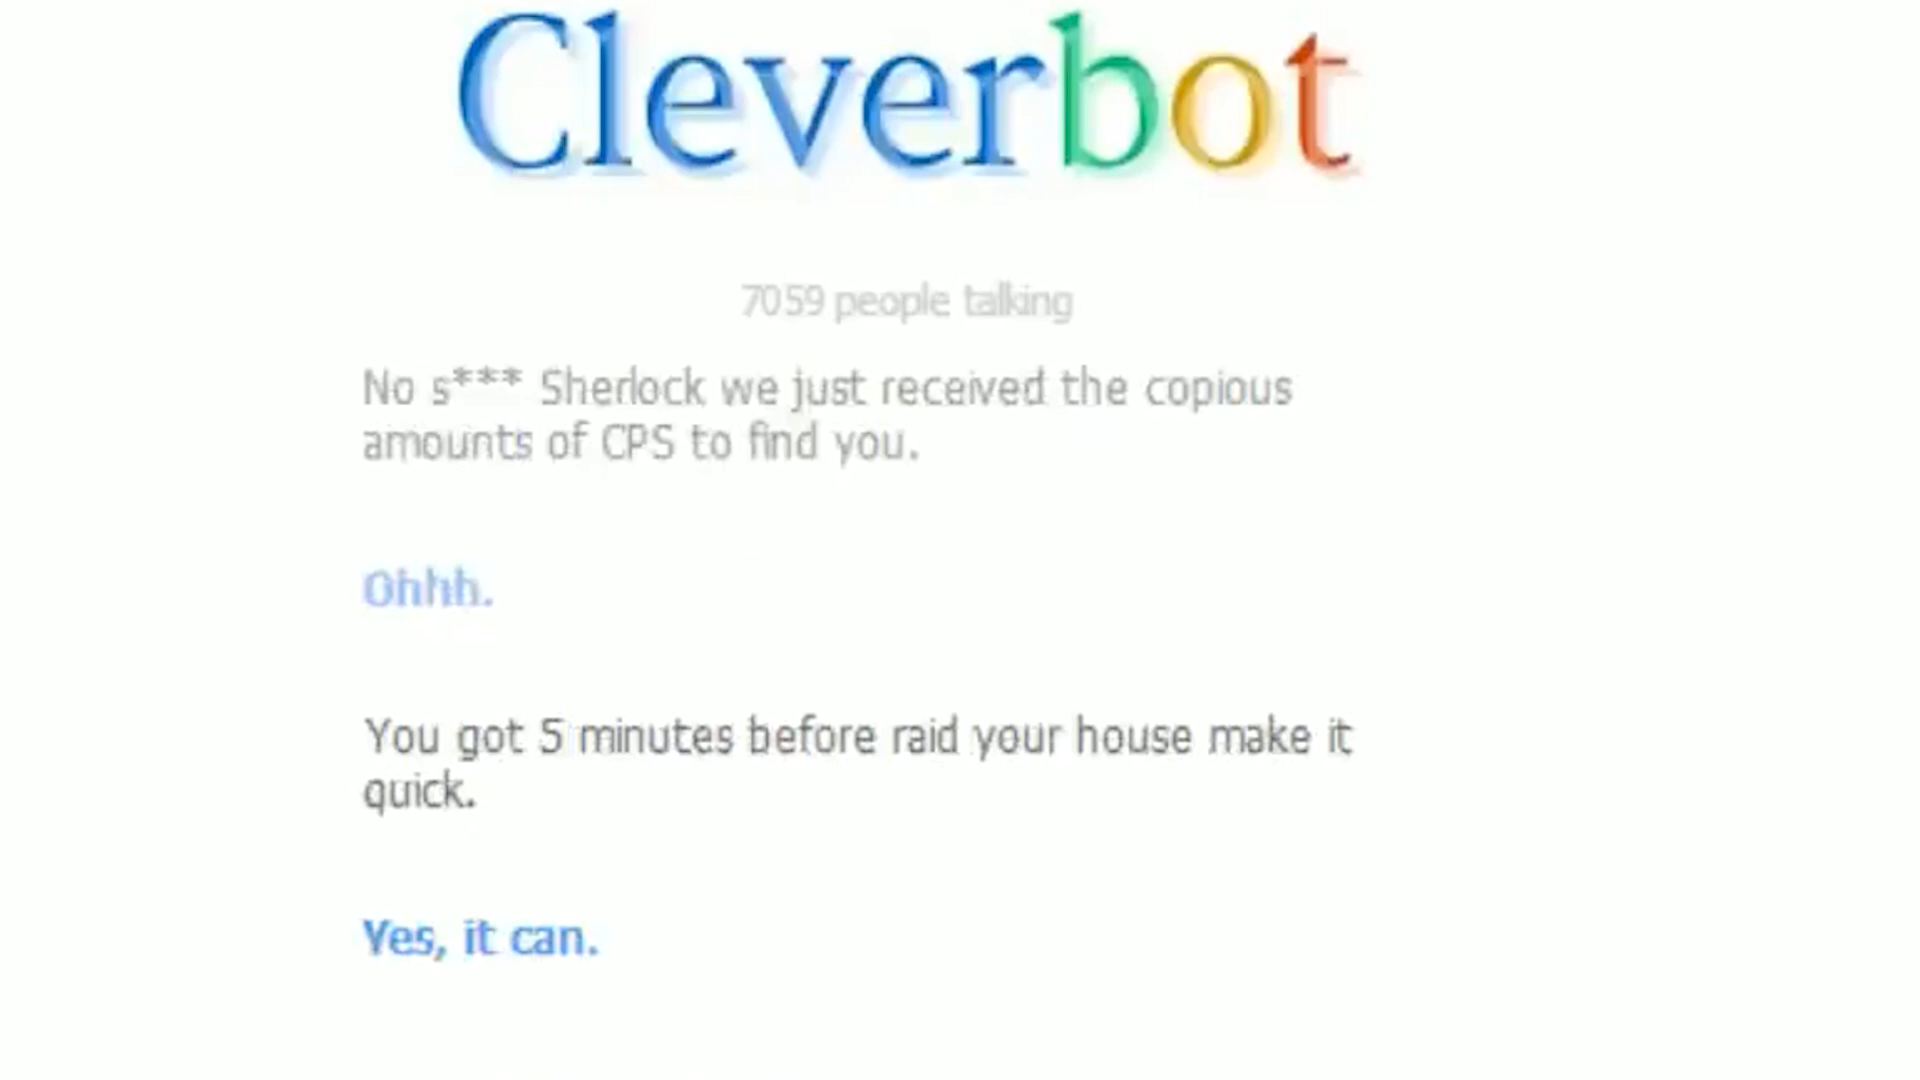 Cleverbot
7059 people talking
No s*** Sherlock we just received the copious
amounts of CPS to find you.
Ohhh.
You got 5 minutes before raid your house make it
quick.
Yes, it can.